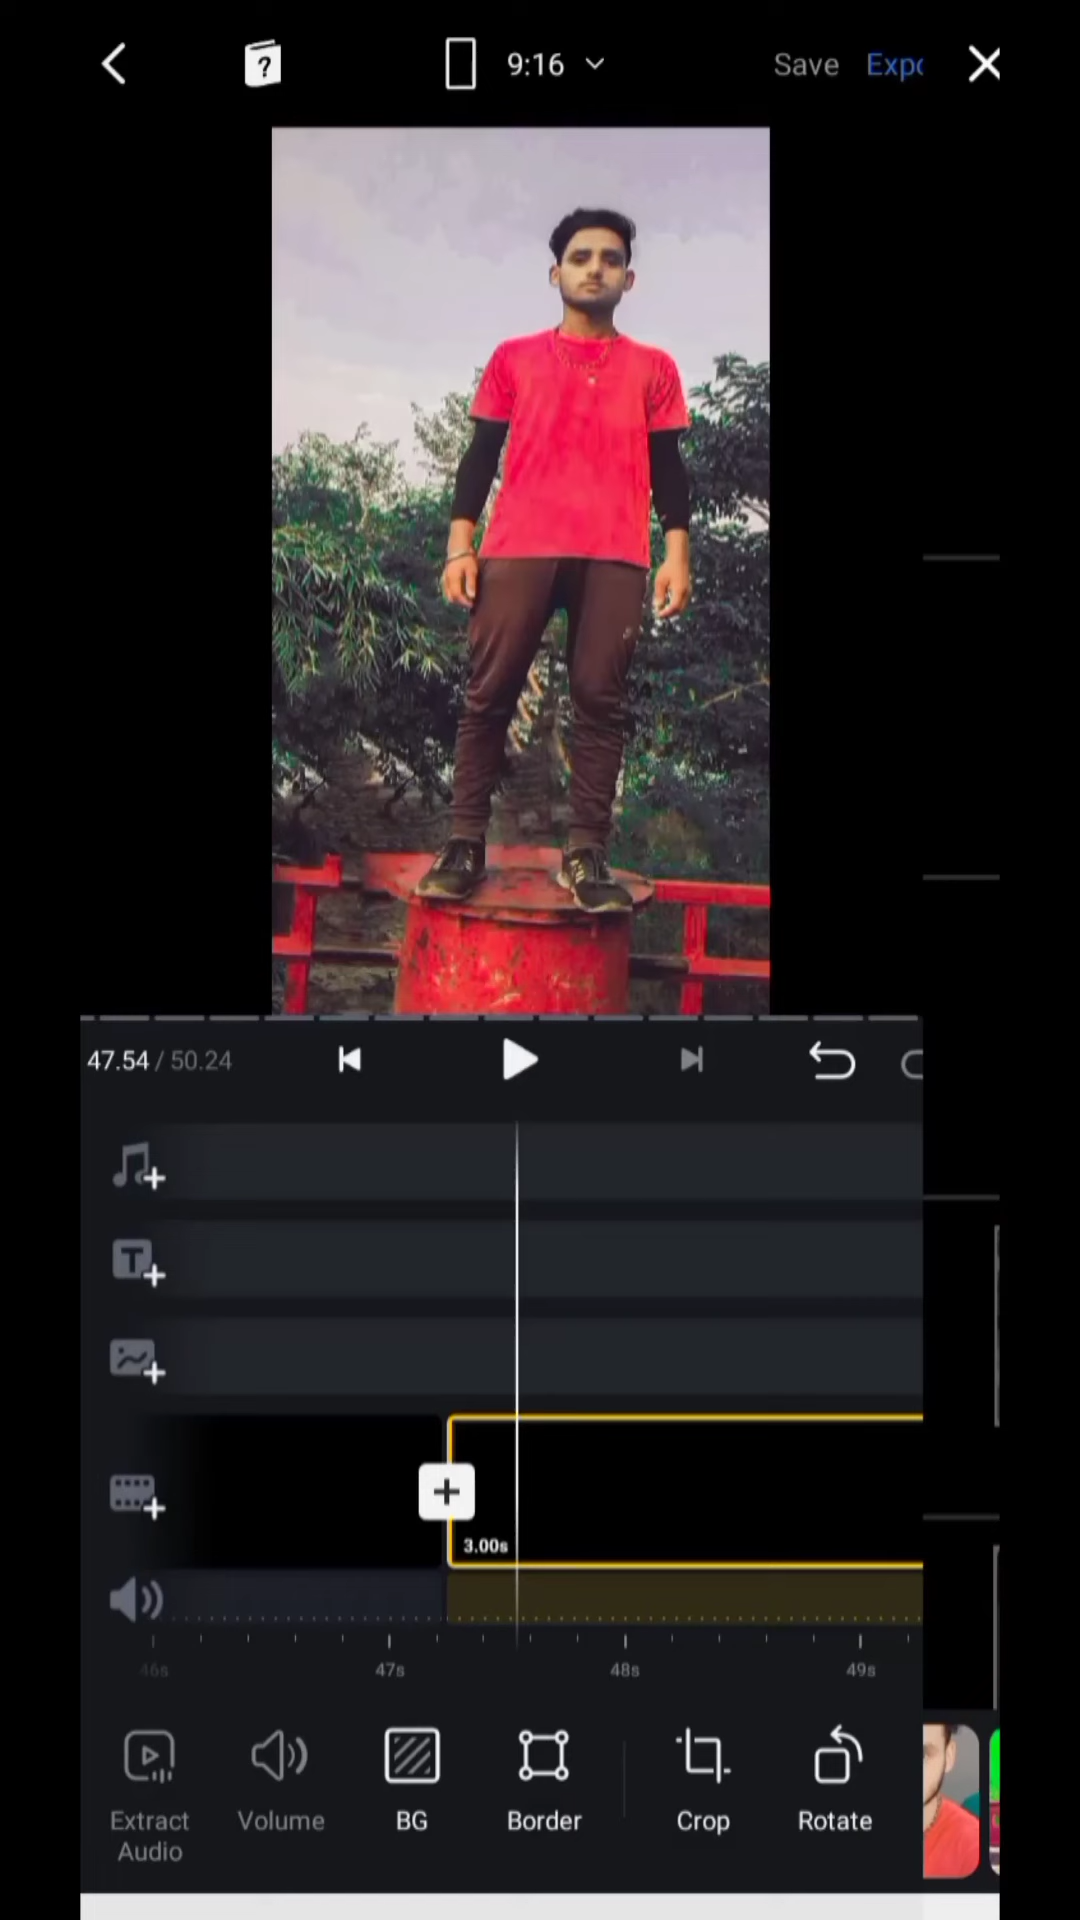 ?
9:16
Save Expo
47.54 / 50.24
T
3.00s
46s 47s 48s 49s
Extract Audio
Volume
BG
Border
Crop
Rotate